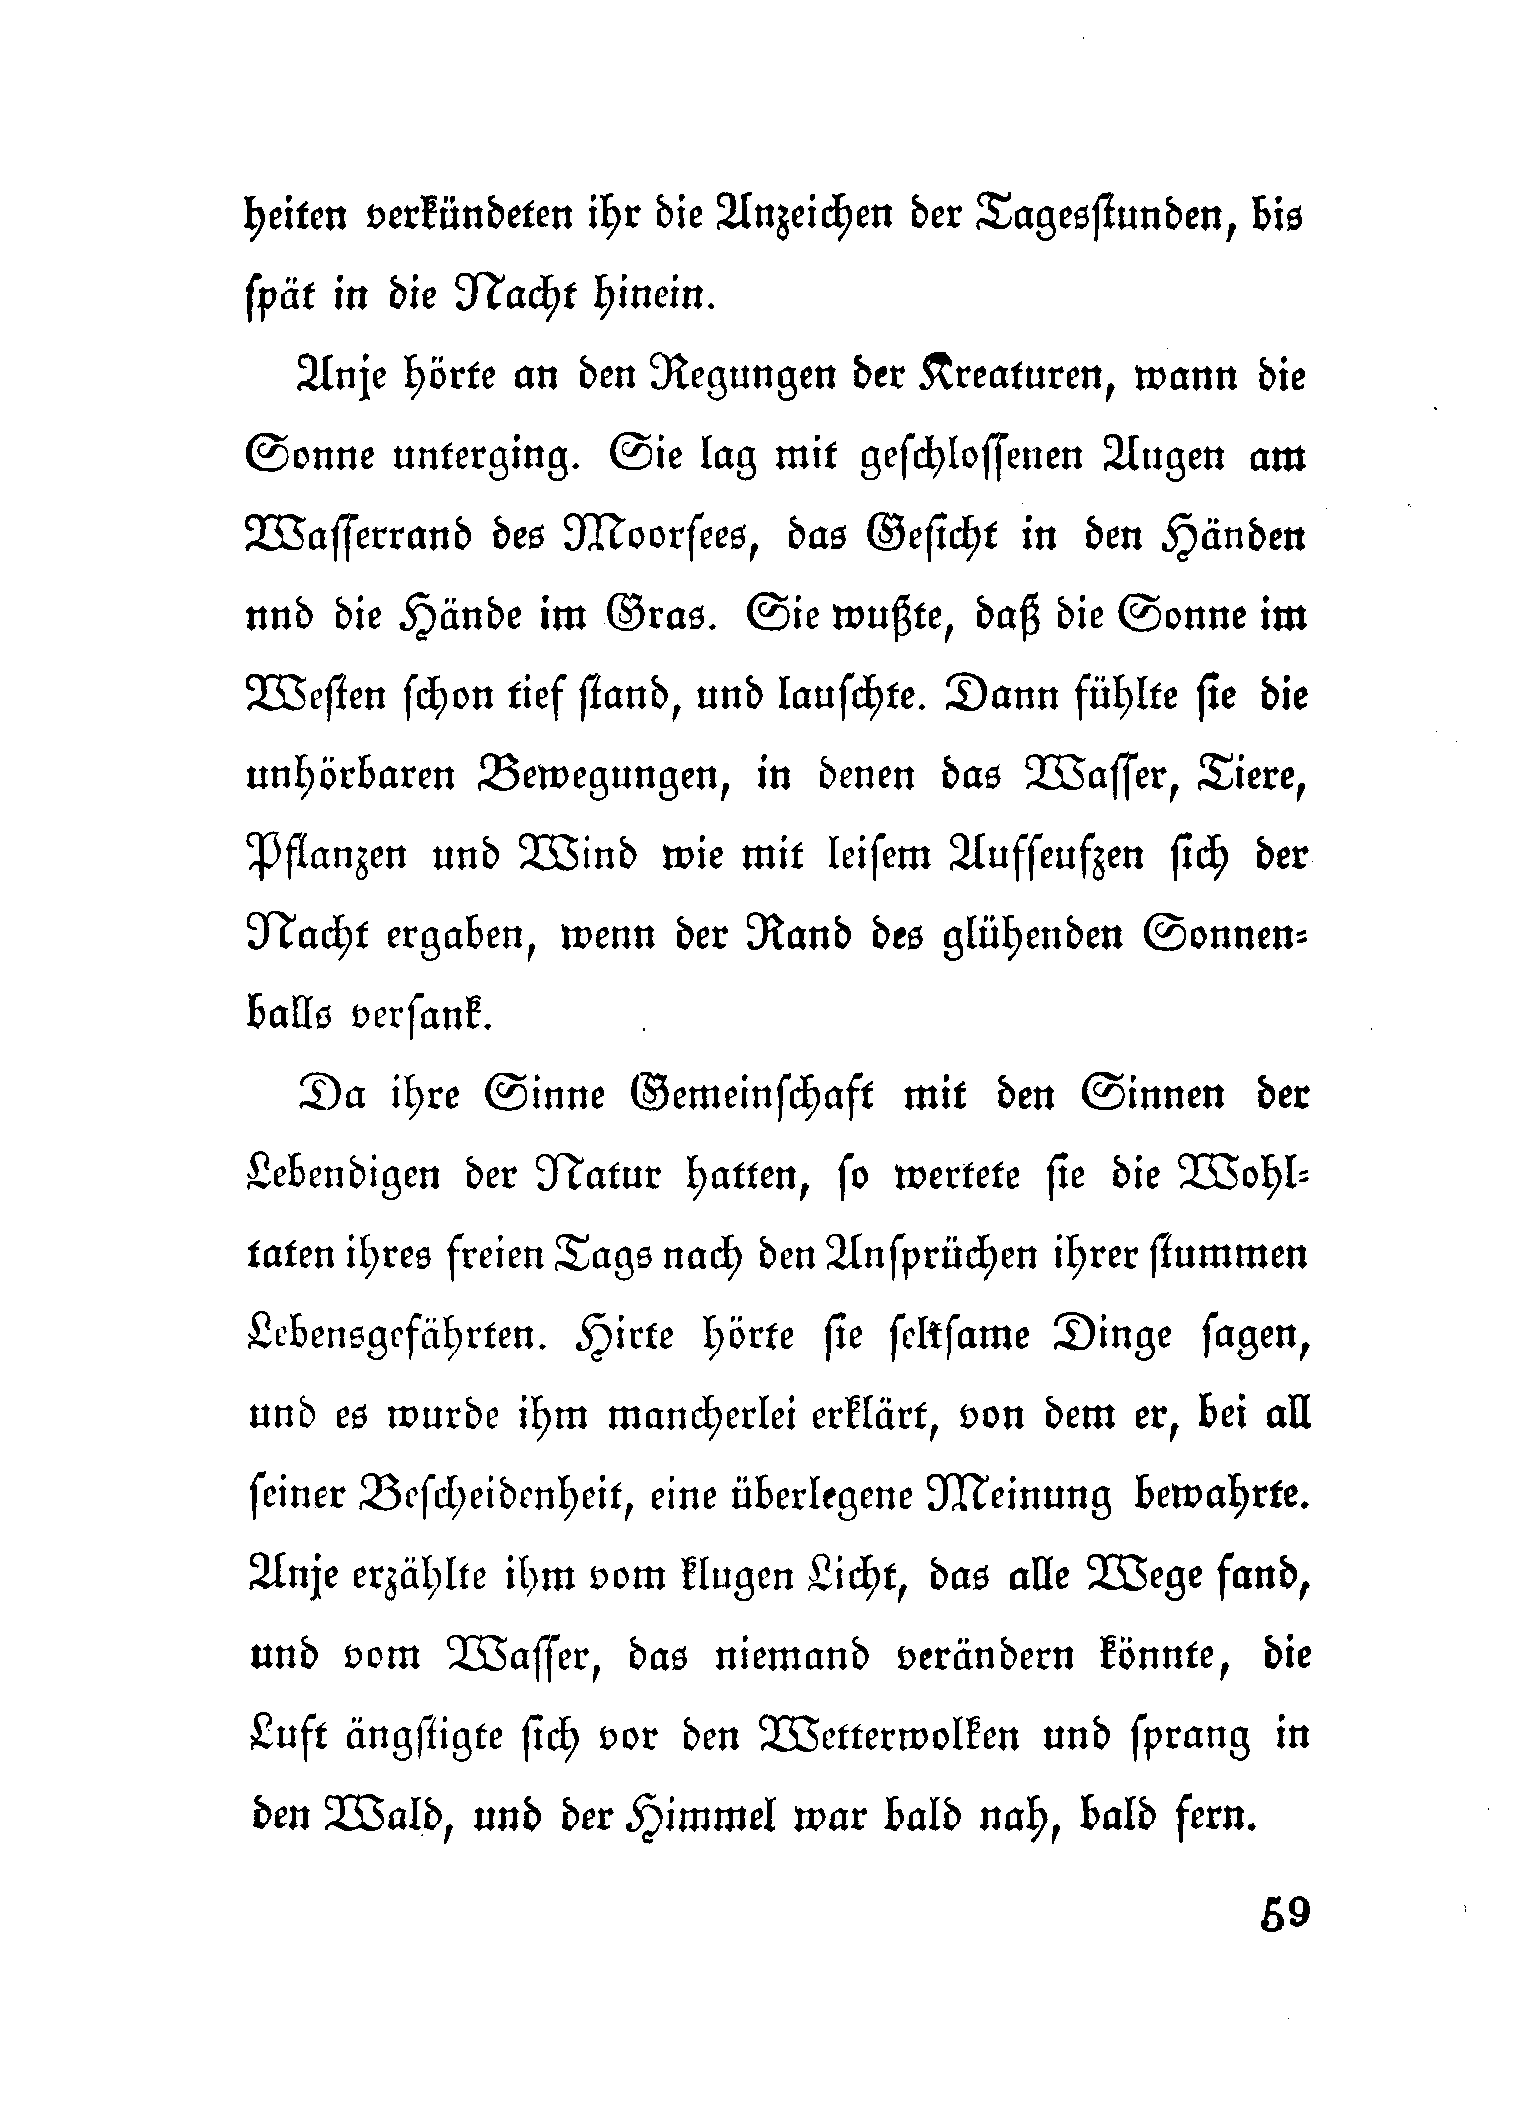 heiten verkündeten ihr die Anzeichen der Tagesſtunden, bis
ſpät in die Nacht hinein.
Anje hörte an den Regungen der Kreaturen, wann die
Sonne unterging. Sie lag mit geſchloſſenen Augen am
Waſſerrand des Moorſees, das Geſicht in den Händen
und die Hände im Gras. Sie wußte, daß die Sonne im
Weſten ſchon tief ſtand, und lauſchte. Dann fühlte ſie die
unhörbaren Bewegungen, in denen das Waſſer, Tiere,
Pflanzen und Wind wie mit leiſem Aufſeufzen ſich der
Nacht ergaben, wenn der Rand des glühenden Sonnen⸗
balls verſank.
Da ihre Sinne Gemeinſchaft mit den Sinnen der
Lebendigen der Natur hatten, ſo wertete ſie die Wohl⸗
taten ihres freien Tags nach den Anſprüchen ihrer ſtummen
Lebensgefährten. Hirte hörte ſie ſeltſame Dinge ſagen,
und es wurde ihm mancherlei erklärt, von dem er, bei all
ſeiner Beſcheidenheit, eine überlegene Meinung bewahrte.
Anje erzählte ihm vom klugen Licht, das alle Wege fand,
und vom Waſſer, das niemand verändern könnte, die
Luft ängſtigte ſich vor den Wetterwolken und ſprang in
den Wald, und der Himmel war bald nah, bald fern.
59